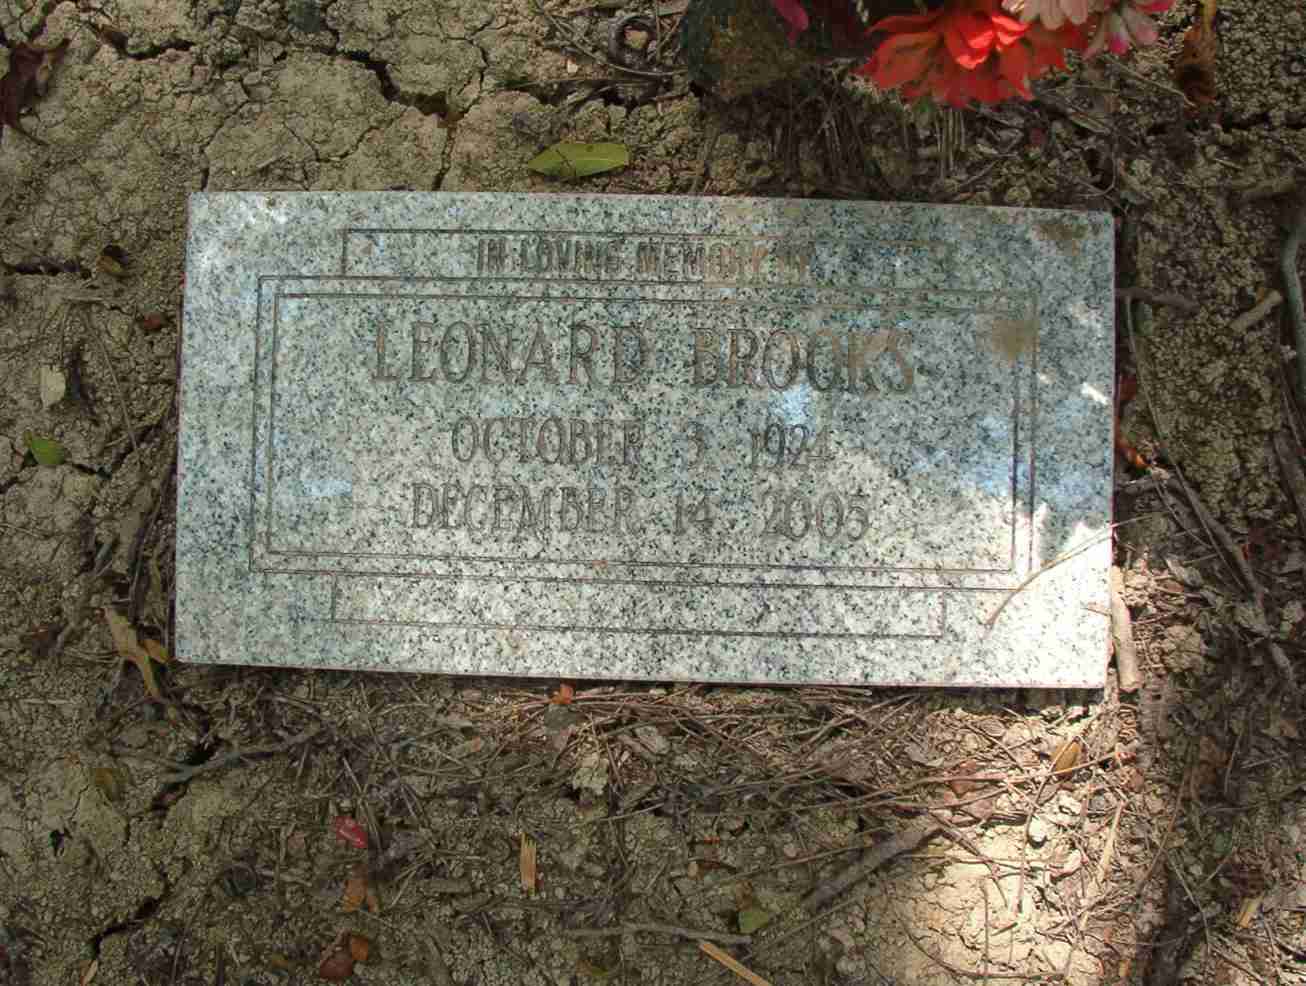 IN LOVING MEMORY OF
LEONARD BROOKS
OCTOBER 3 1924
DECEMBER 14 2005